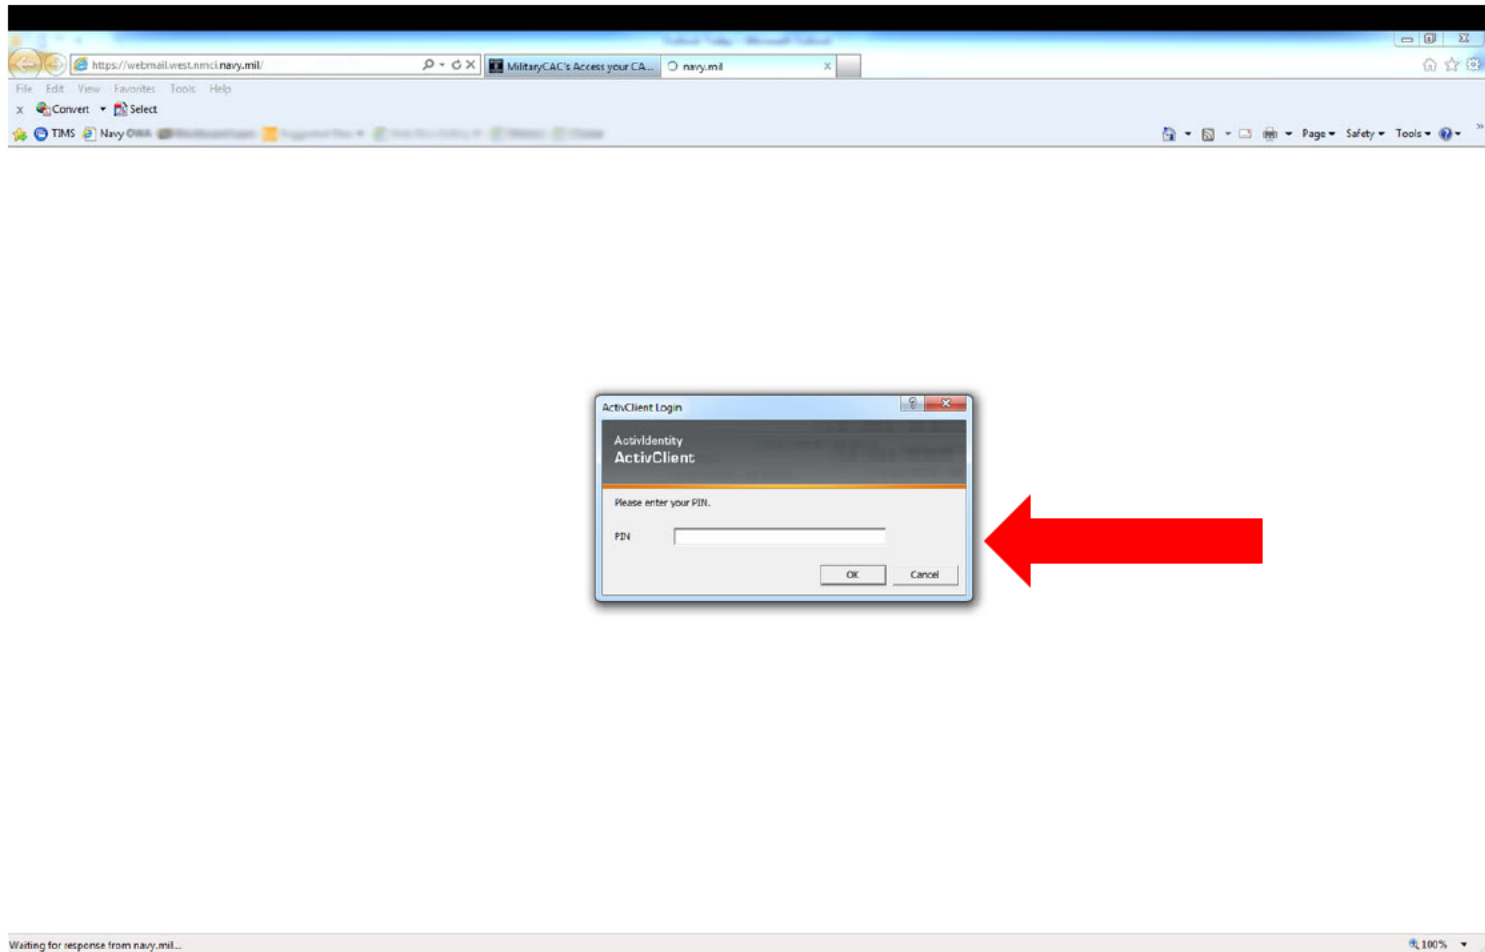 https://webmail.west.nmci.navy.mil/
MilitaryCAC's Access your CA...
navy.mil
File Edit View Favorites Tools Help
x Convert Select
TIMS Navy OWA
Page Safety Tools
ActivClient Login
ActivIdentity
ActivClient
Please enter your PIN.
PIN
OK Cancel
Waiting for response from navy.mil...
100%